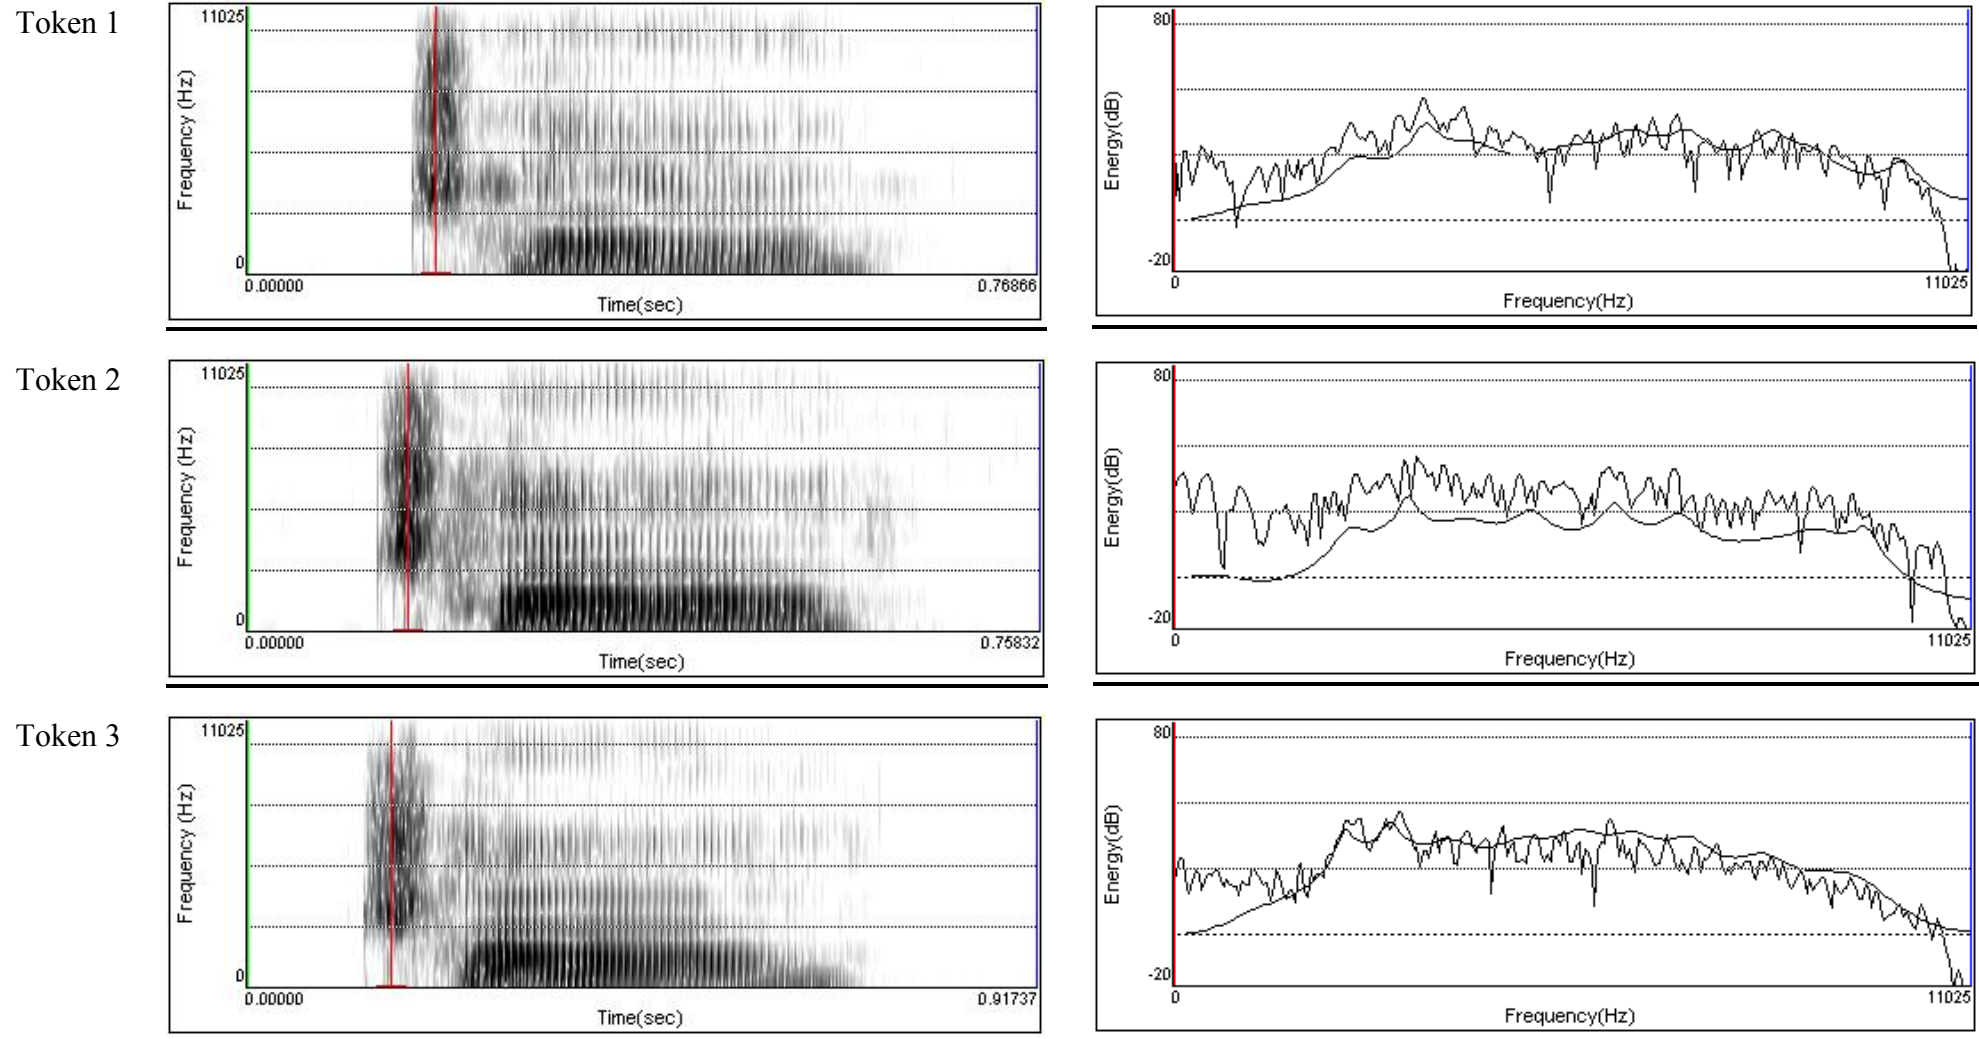 Token 1
11025
Frequency (Hz)
0
0.00000
0.76866
Time(sec)
80
Energy(dB)
-20
0
11025
Frequency(Hz)
Token 2
11025
Frequency (Hz)
0
0.00000
0.75832
Time(sec)
80
Energy(dB)
-20
0
11025
Frequency(Hz)
Token 3
11025
Frequency (Hz)
0
0.00000
0.91737
Time(sec)
80
Energy(dB)
-20
0
11025
Frequency(Hz)